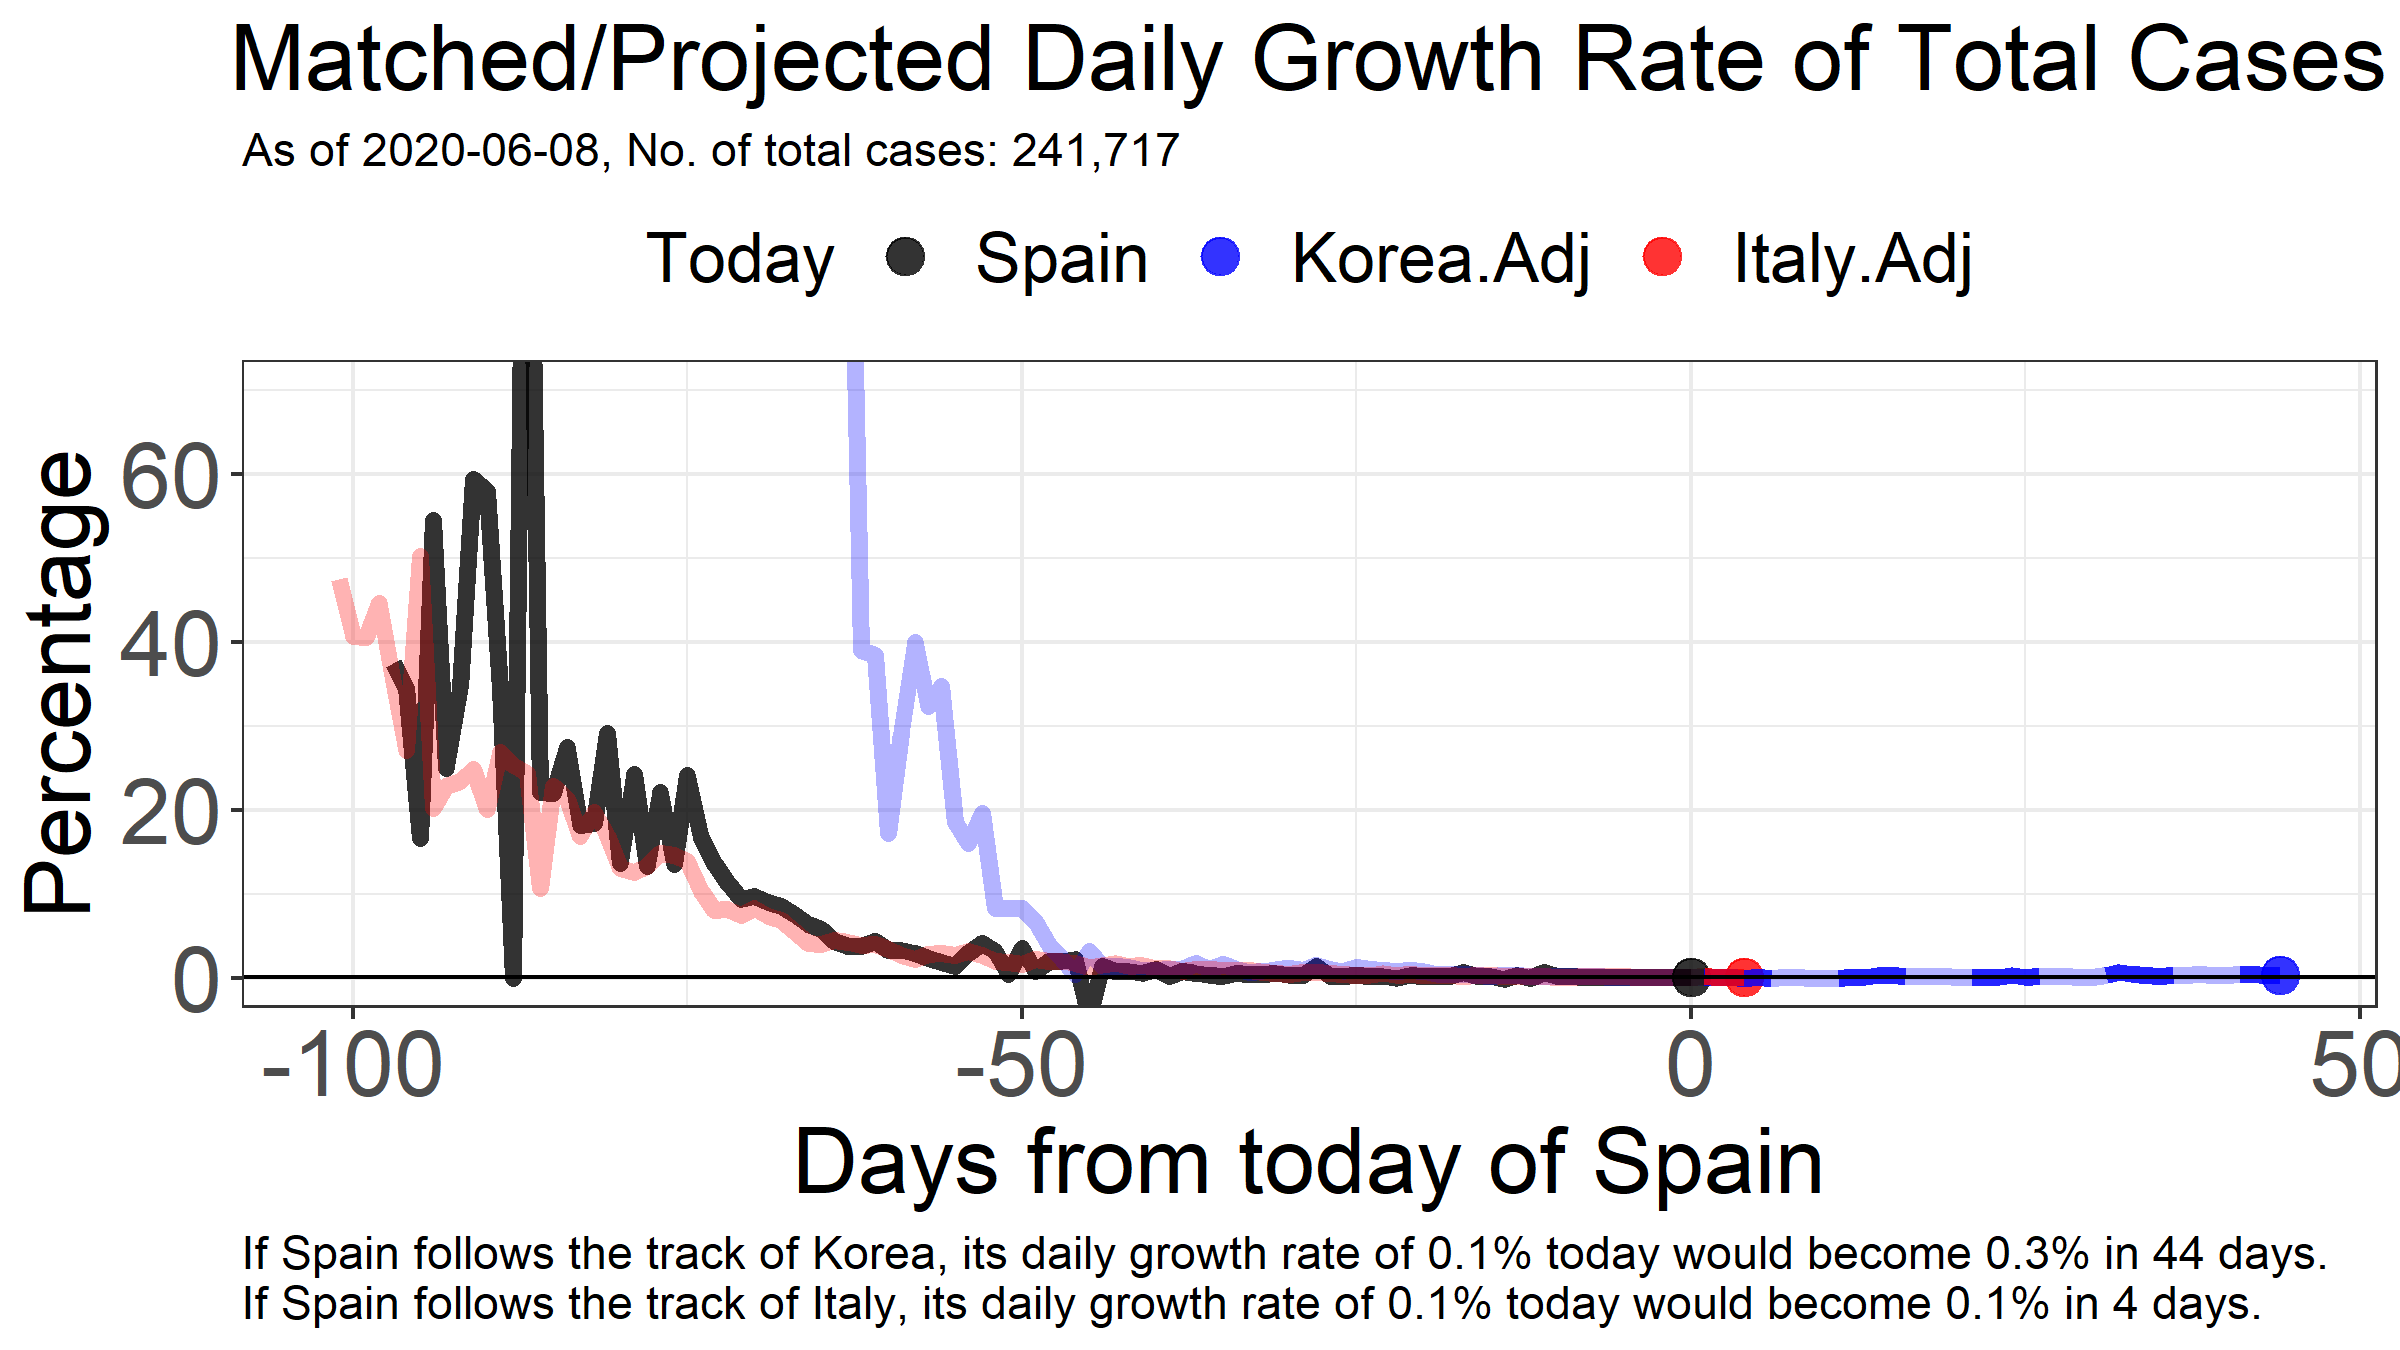 Matched/Projected Daily Growth Rate of Total Cases
As of 2020-06-08, No. of total cases: 241,717
Today Spain Korea.Adj Italy.Adj
Percentage
60
40
20
0
-100 -50 0 50
Days from today of Spain
If Spain follows the track of Korea, its daily growth rate of 0.1% today would become 0.3% in 44 days.
If Spain follows the track of Italy, its daily growth rate of 0.1% today would become 0.1% in 4 days.